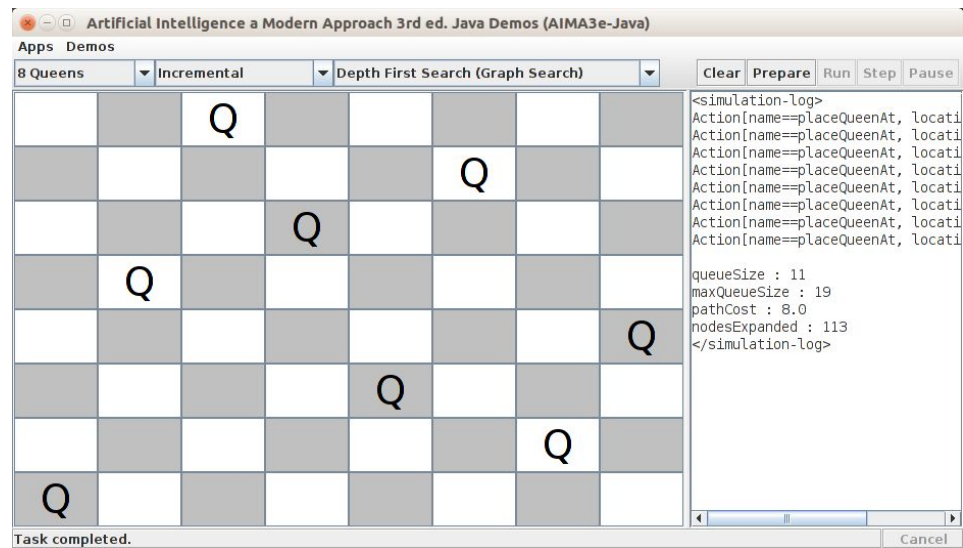 Artificial Intelligence a Modern Approach 3rd ed. Java Demos (AIMA3e-Java)
Apps Demos
8 Queens Incremental Depth First Search (Graph Search) Clear Prepare Run Step Pause
<simulation-log>
Action[name==placeQueenAt, locati
Action[name==placeQueenAt, locati
Action[name==placeQueenAt, locati
Action[name==placeQueenAt, locati
Action[name==placeQueenAt, locati
Action[name==placeQueenAt, locati
Action[name==placeQueenAt, locati
Action[name==placeQueenAt, locati
queueSize : 11
maxQueueSize : 19
pathCost : 8.0
nodesExpanded : 113
</simulation-log>
Q
Q
Q
Q
Q
Q
Q
Q
Task completed. Cancel